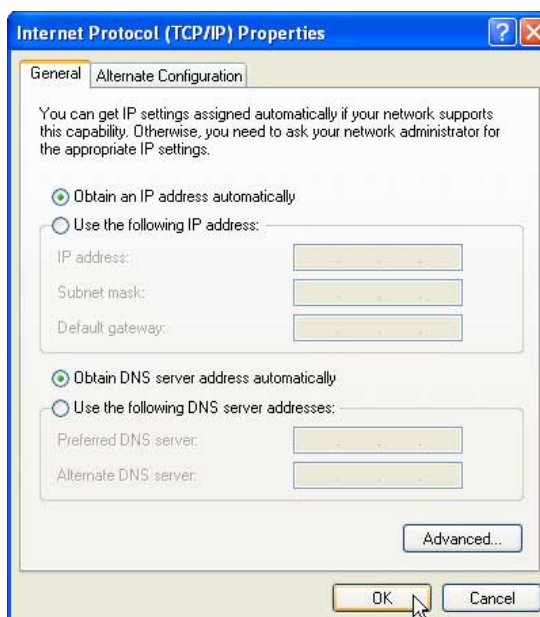 Internet Protocol (TCP/IP) Properties
General
Alternate Configuration
You can get IP settings assigned automatically if your network supports
this capability. Otherwise, you need to ask your network administrator for
the appropriate IP settings.
Obtain an IP address automatically
Use the following IP address:
IP address:
Subnet mask:
Default gateway:
Obtain DNS server address automatically
Use the following DNS server addresses:
Preferred DNS server:
Alternate DNS server:
Advanced...
OK
Cancel